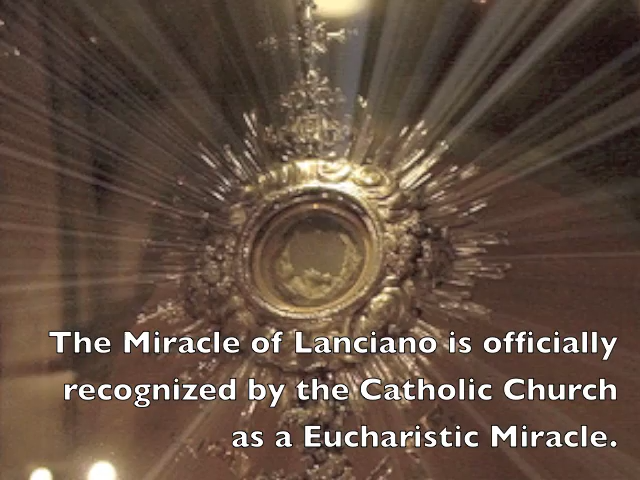 The Miracle of Lanciano is officially
recognized by the Catholic Church
as a Eucharistic Miracle.